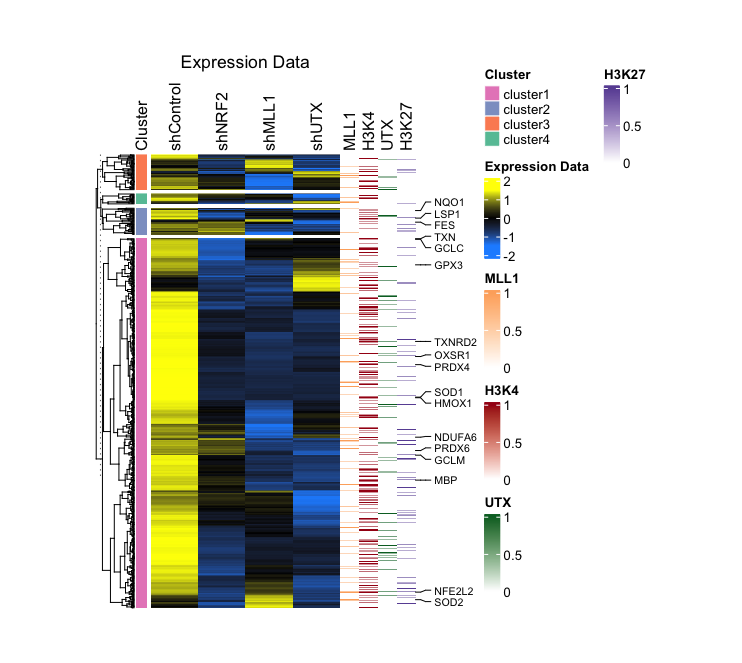 Expression Data
Cluster
shControl
shNRF2
shMLL1
shUTX
MLL1
H3K4
UTX
H3K27
NQO1
LSP1
FES
TXN
GCLC
GPX3
TXNRD2
OXSR1
PRDX4
SOD1
HMOX1
NDUFA6
PRDX6
GCLM
MBP
NFE2L2
SOD2
Cluster
cluster1
cluster2
cluster3
cluster4
Expression Data
2
1
0
-1
-2
MLL1
1
0.5
0
H3K4
1
0.5
0
UTX
1
0.5
0
H3K27
1
0.5
0